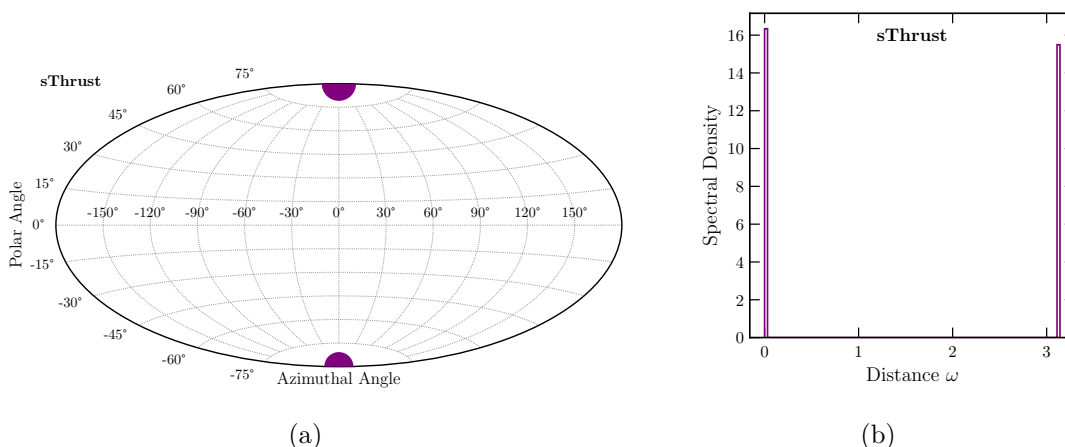 sThrust
75°
60°
45°
30°
15°
0°
-15°
-30°
-45°
-60°
-75°
-150° -120° -90° -60° -30° 0° 30° 60° 90° 120° 150°
Polar Angle
Azimuthal Angle
(a)
sThrust
16
14
12
10
8
6
4
2
0
0 1 2 3
Spectral Density
Distance ω
(b)